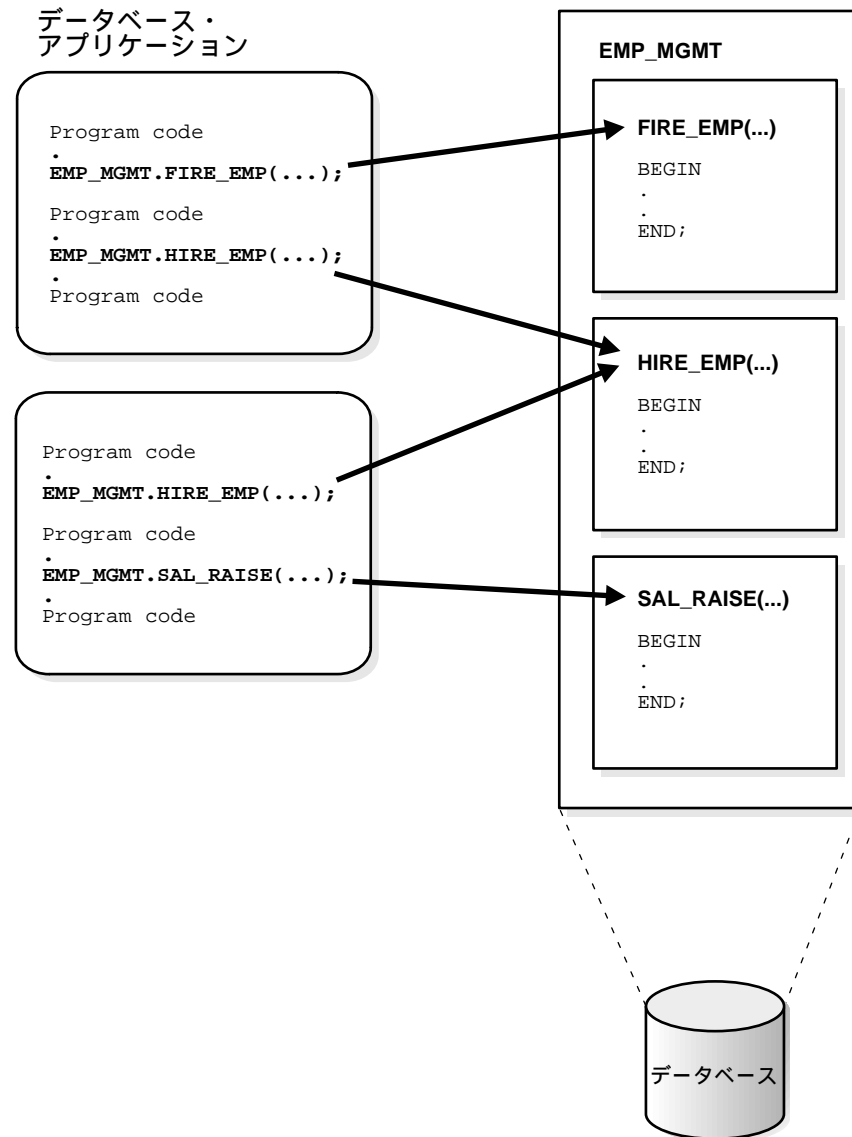 データベース・
アプリケーション
Program code
.
EMP_MGMT.FIRE_EMP(...);
Program code
.
EMP_MGMT.HIRE_EMP(...);
.
Program code
Program code
.
EMP_MGMT.HIRE_EMP(...);
Program code
.
EMP_MGMT.SAL_RAISE(...);
.
Program code
EMP_MGMT
FIRE_EMP(...)
BEGIN
.
.
END;
HIRE_EMP(...)
BEGIN
.
.
END;
SAL_RAISE(...)
BEGIN
.
.
END;
データベース